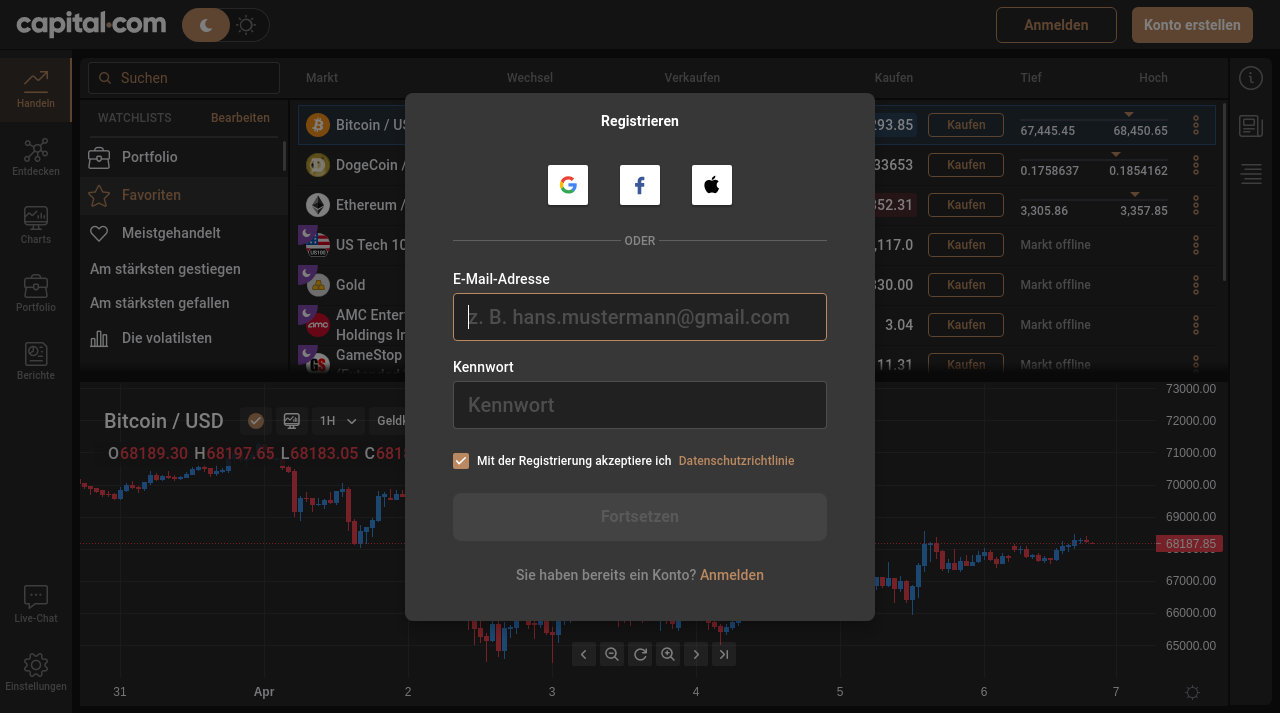 capital.com
Anmelden
Konto erstellen
Handeln
Entdecken
Charts
Portfolio
Berichte
Live-Chat
Einstellungen
Suchen
WATCHLISTS
Bearbeiten
Portfolio
Favoriten
Meistgehandelt
Am stärksten gestiegen
Am stärksten gefallen
Die volatilsten
Markt
Wechsel
Verkaufen
Kaufen
Tief
Hoch
Bitcoin /
93.85
Kaufen
67,445.45
68,450.65
DogeCoin /
33653
Kaufen
0.1758637
0.1854162
Ethereum /
52.31
Kaufen
3,305.86
3,357.85
US Tech 10
,117.0
Kaufen
Markt offline
Gold
30.00
Kaufen
Markt offline
AMC Enter
Holdings In
3.04
Kaufen
Markt offline
GameStop
11.31
Kaufen
Markt offline
Registrieren
ODER
E-Mail-Adresse
z. B. hans.mustermann@gmail.com
Kennwort
Kennwort
Mit der Registrierung akzeptiere ich Datenschutzrichtlinie
Fortsetzen
Sie haben bereits ein Konto? Anmelden
Bitcoin / USD
1H
Geldk
O68189.30 H68197.65 L68183.05 C681
73000.00
72000.00
71000.00
70000.00
69000.00
68187.85
67000.00
66000.00
65000.00
31
Apr
2
3
4
5
6
7